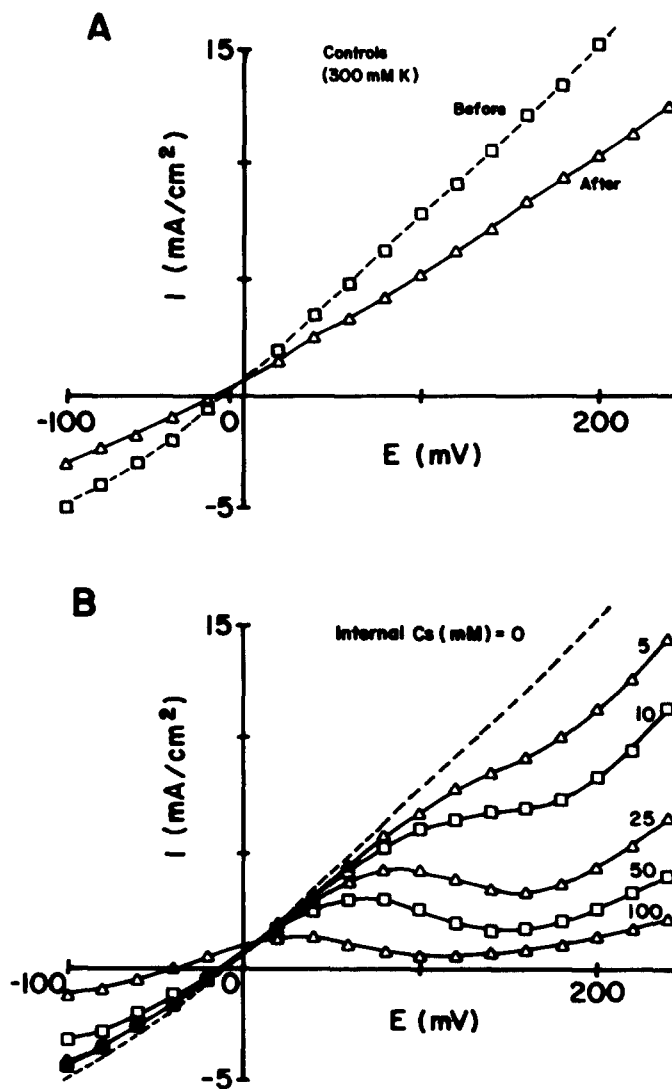 A
15
Controls
(300 mM K)
Before
After
I (mA/cm²)
-100
0
200
E (mV)
-5
B
15
Internal Cs (mM) = 0
5
10
25
50
100
I (mA/cm²)
-100
0
200
E (mV)
-5